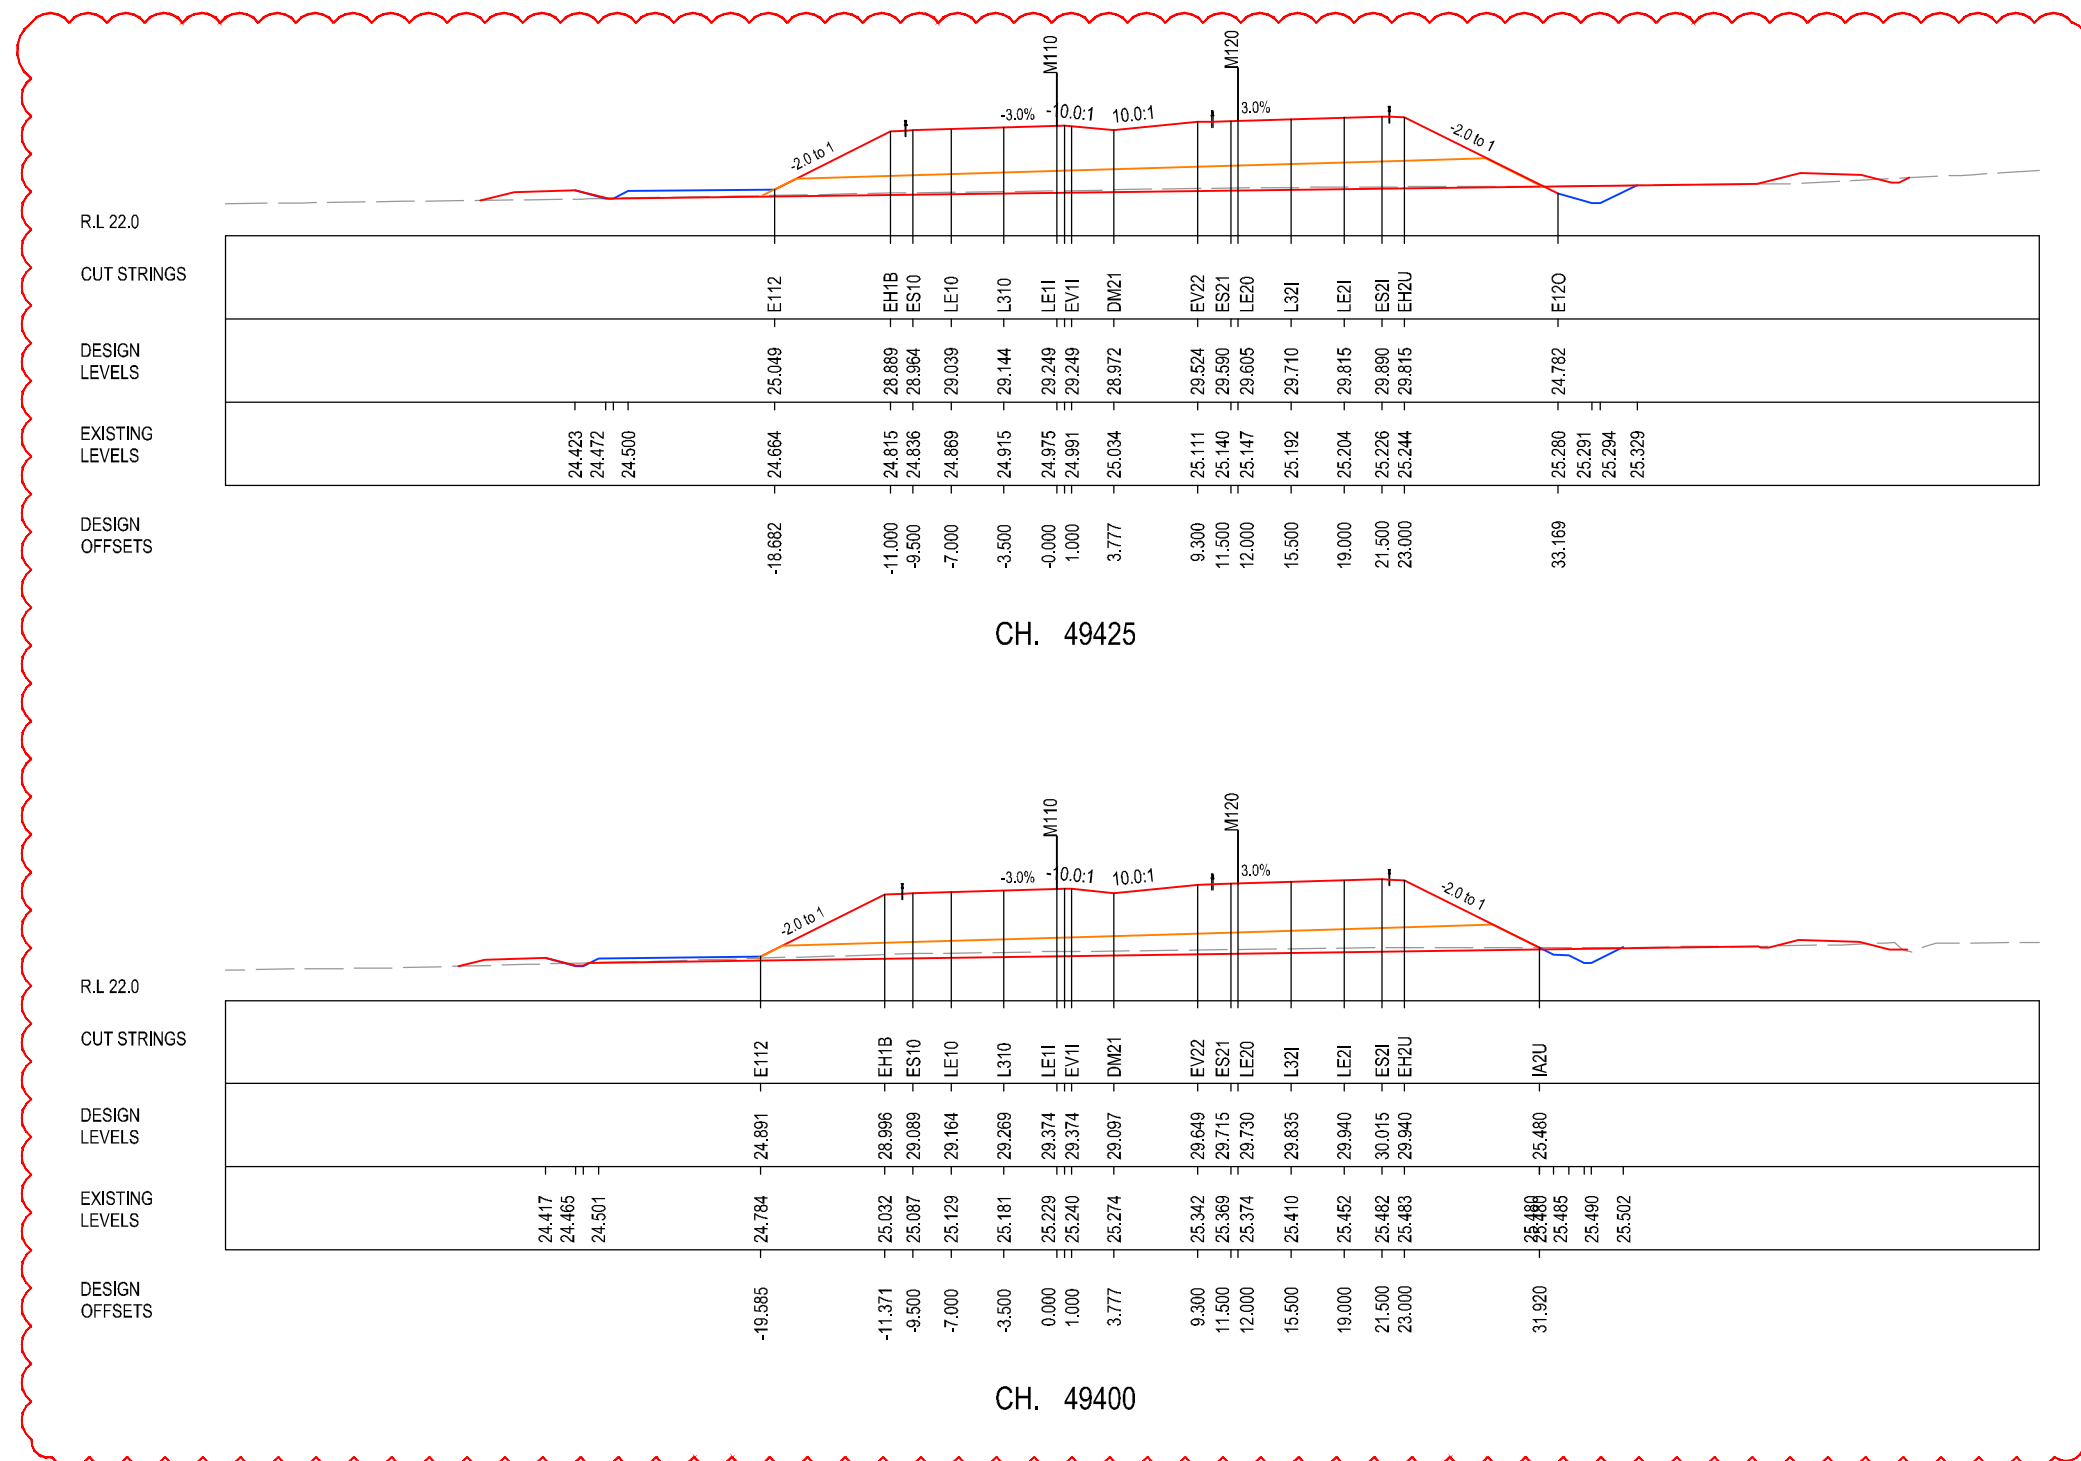 M110
M120
-2.0 to 1
-3.0%
-10.0:1
10.0:1
3.0%
-2.0 to 1
R.L 22.0
CUT STRINGS
E112 EH1B ES10 LE10 L310 LE1I EV1I DM21 EV22 ES21 LE20 L32I LE2I ES2I EH2U E12O
DESIGN
LEVELS
25.049 28.889 28.964 29.039 29.144 29.249 29.249 28.972 29.524 29.590 29.605 29.710 29.815 29.890 29.815 24.782
EXISTING
LEVELS
24.423 24.472 24.500 24.664 24.815 24.836 24.869 24.915 24.975 24.991 25.034 25.111 25.140 25.147 25.192 25.204 25.226 25.244 25.280 25.291 25.294 25.329
DESIGN
OFFSETS
-18.682 -11.000 -9.500 -7.000 -3.500 -0.000 1.000 3.777 9.300 11.500 12.000 15.500 19.000 21.500 23.000 33.169
CH. 49425
M110
M120
-2.0 to 1
-3.0%
-10.0:1
10.0:1
3.0%
-2.0 to 1
R.L 22.0
CUT STRINGS
E112 EH1B ES10 LE10 L310 LE1I EV1I DM21 EV22 ES21 LE20 L32I LE2I ES2I EH2U IA2U
DESIGN
LEVELS
24.891 28.996 29.089 29.164 29.269 29.374 29.374 29.097 29.649 29.715 29.730 29.835 29.940 30.015 29.940 25.480
EXISTING
LEVELS
24.417 24.465 24.501 24.784 25.032 25.087 25.129 25.181 25.229 25.240 25.274 25.342 25.369 25.374 25.410 25.452 25.482 25.483 25.480 25.480 25.485 25.490 25.502
DESIGN
OFFSETS
-19.585 -11.371 -9.500 -7.000 -3.500 0.000 1.000 3.777 9.300 11.500 12.000 15.500 19.000 21.500 23.000 31.920
CH. 49400